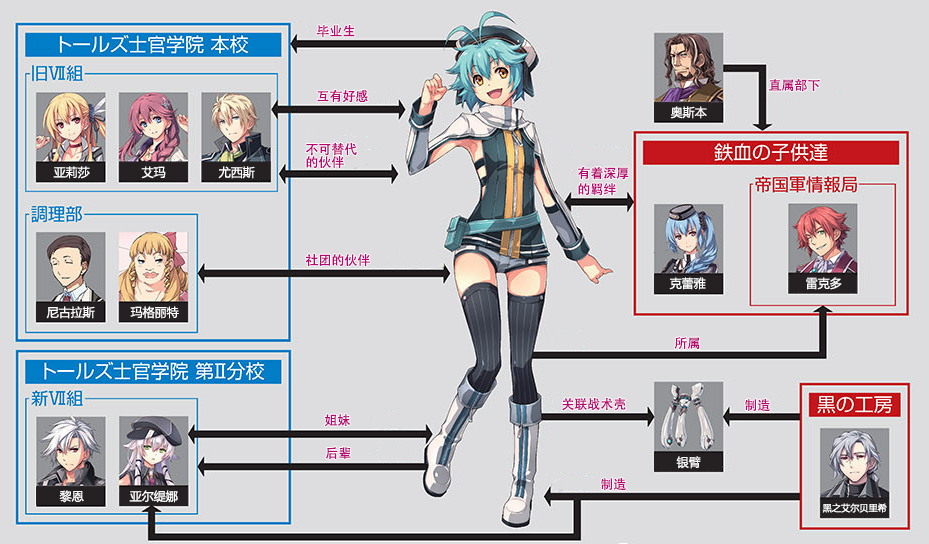 トールズ士官学院 本校
旧Ⅶ組
亚莉莎
艾玛
尤西斯
調理部
尼古拉斯
玛格丽特
トールズ士官学院 第Ⅱ分校
新Ⅶ組
黎恩
亚尔缇娜
毕业生
互有好感
不可替代
的伙伴
社团的伙伴
姐妹
后辈
奥斯本
直属部下
鉄血の子供達
有着深厚
的羁绊
帝国軍情報局
克蕾雅
雷克多
所属
关联战术壳
银臂
制造
黒の工房
黑之艾尔贝里希
制造